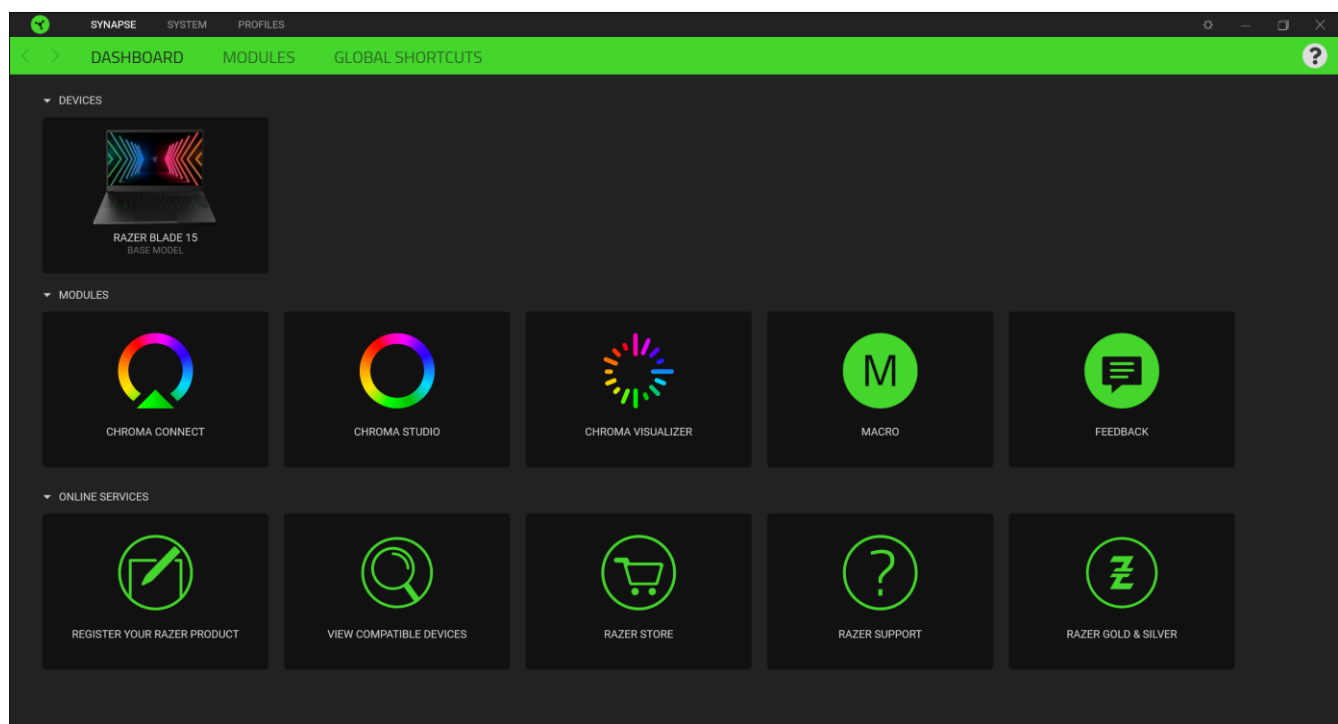 SYNAPSE SYSTEM PROFILES
DASHBOARD MODULES GLOBAL SHORTCUTS
?
DEVICES
RAZER BLADE 15
BASE MODEL
MODULES
M
CHROMA CONNECT CHROMA STUDIO CHROMA VISUALIZER MACRO FEEDBACK
ONLINE SERVICES
?
REGISTER YOUR RAZER PRODUCT VIEW COMPATIBLE DEVICES RAZER STORE RAZER SUPPORT RAZER GOLD & SILVER